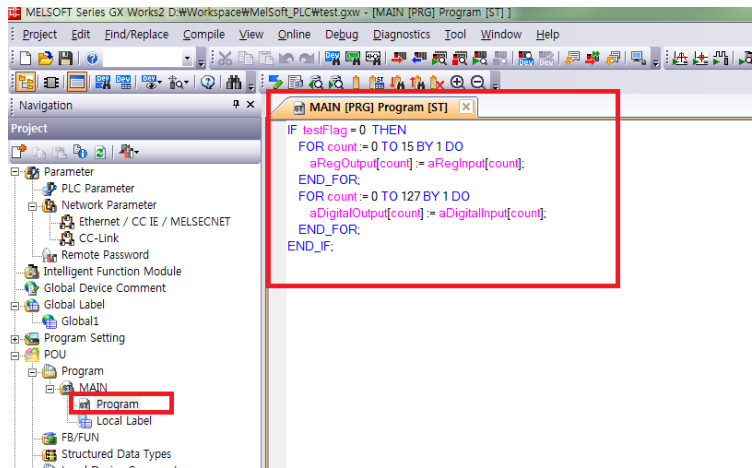 MELSOFT Series GX Works2 D:₩Workspace₩MelSoft_PLC₩test.gxw - [MAIN [PRG] Program [ST] ]
Project Edit Find/Replace Compile View Online Debug Diagnostics Tool Window Help
Navigation
MAIN [PRG] Program [ST]
Project
Parameter
PLC Parameter
Network Parameter
Ethernet / CC IE / MELSECNET
CC-Link
Remote Password
Intelligent Function Module
Global Device Comment
Global Label
Global1
Program Setting
POU
Program
MAIN
Program
Local Label
FB/FUN
Structured Data Types
IF testFlag = 0 THEN
FOR count := 0 TO 15 BY 1 DO
aRegOutput[count] := aRegInput[count];
END_FOR;
FOR count := 0 TO 127 BY 1 DO
aDigitalOutput[count] := aDigitalInput[count];
END_FOR;
END_IF;